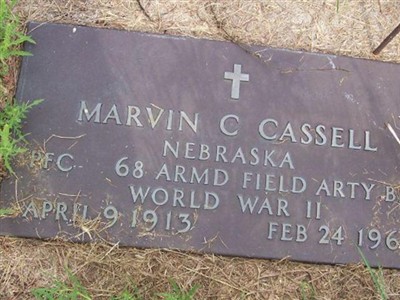 MARVIN C CASSELL
NEBRASKA
PFC 68 ARMD FIELD ARTY B
WORLD WAR II
APRIL 9 1913 FEB 24 196